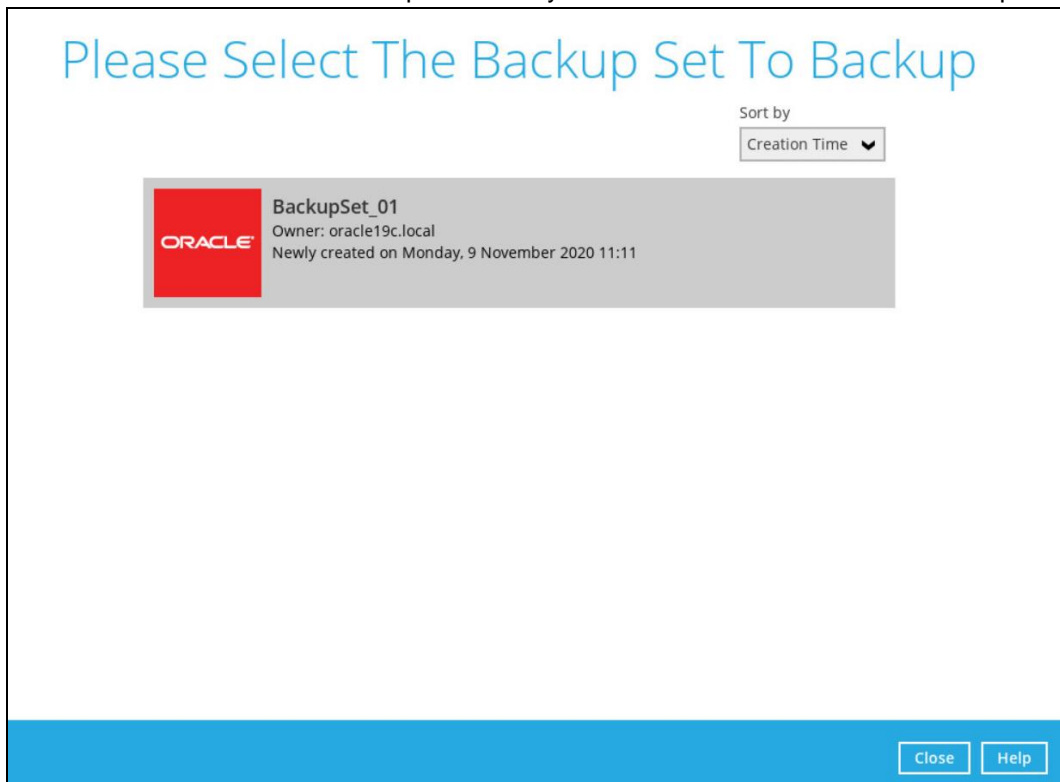 Please Select The Backup Set To Backup
Sort by
Creation Time
ORACLE
BackupSet_01
Owner: oracle19c.local
Newly created on Monday, 9 November 2020 11:11
Close
Help